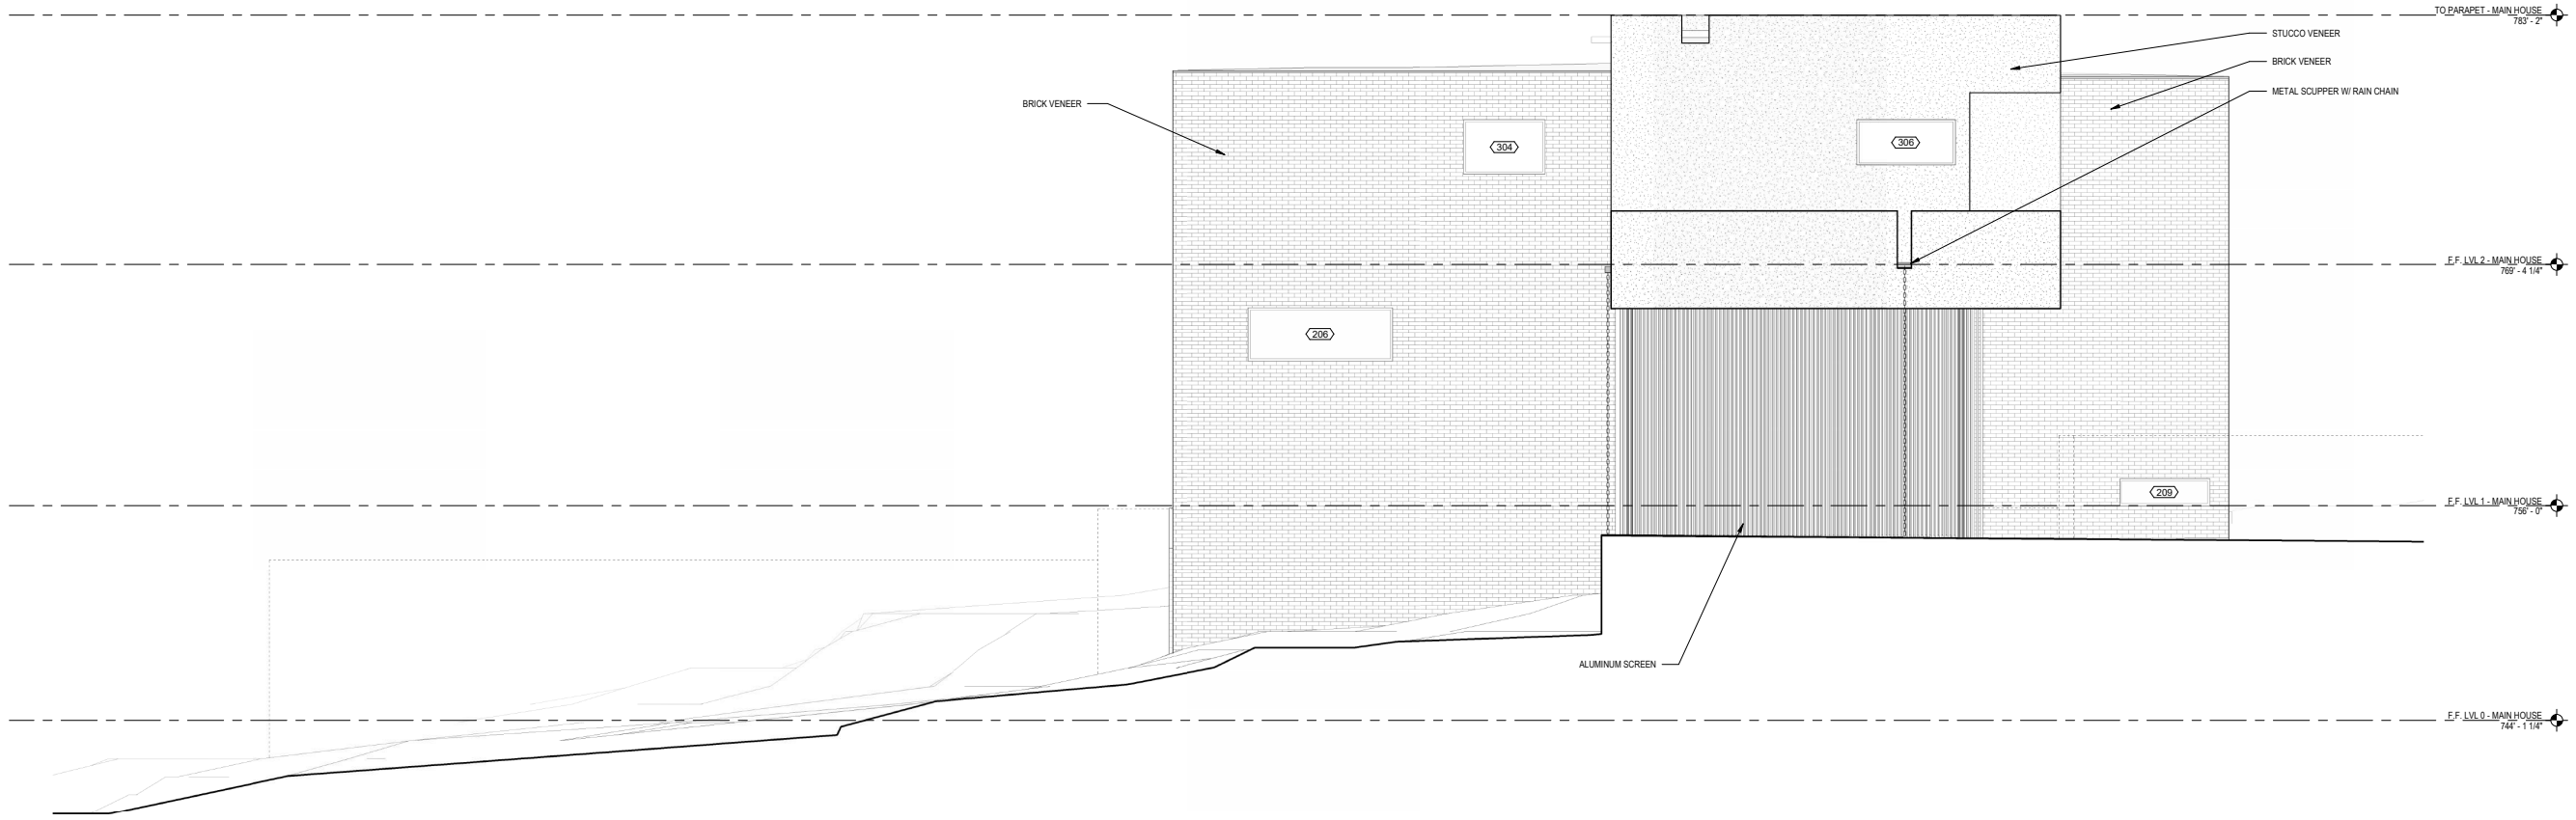 TO PARAPET - MAIN HOUSE
783' - 2"
STUCCO VENEER
BRICK VENEER
METAL SCUPPER W/ RAIN CHAIN
BRICK VENEER
304
306
F.F. LVL 2 - MAIN HOUSE
769' - 4 1/4"
206
209
F.F. LVL 1 - MAIN HOUSE
756' - 0"
ALUMINUM SCREEN
F.F. LVL 0 - MAIN HOUSE
744' - 1 1/4"